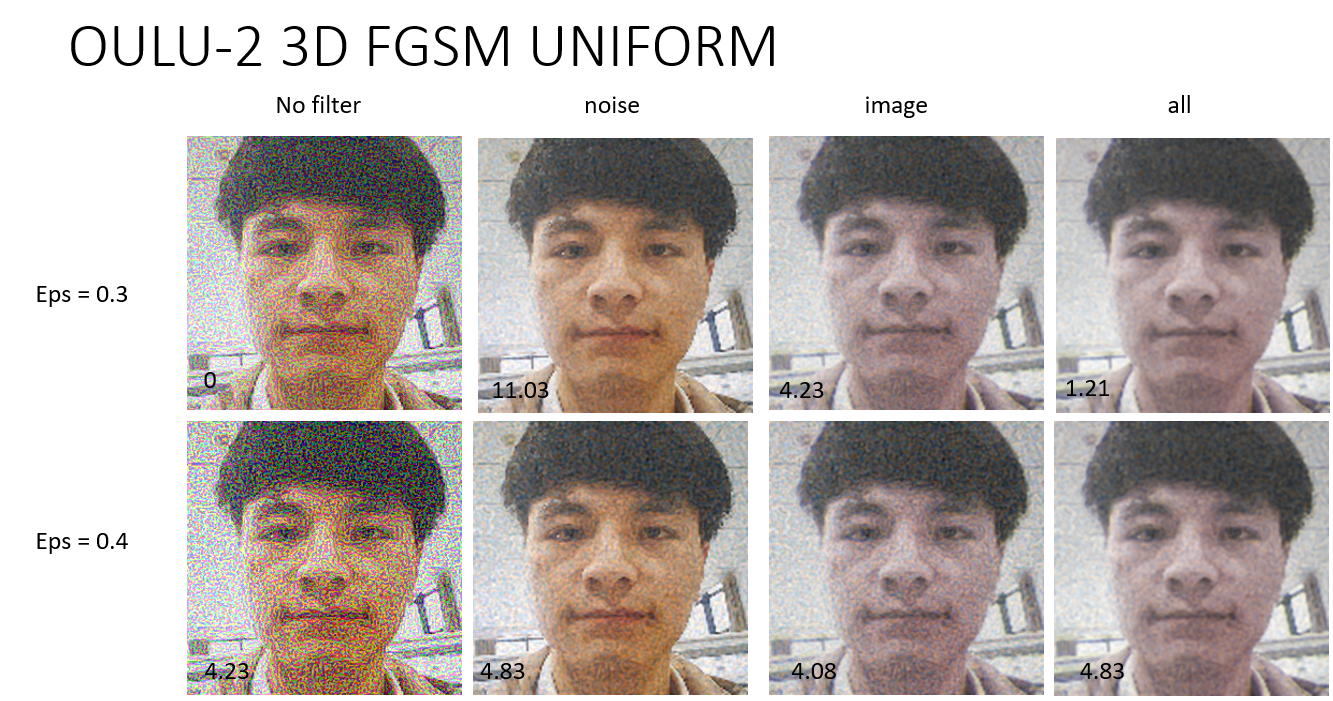 OULU-2 3D FGSM UNIFORM
No filter noise image all
Eps = 0.3
0 11.03 4.23 1.21
Eps = 0.4
4.23 4.83 4.08 4.83